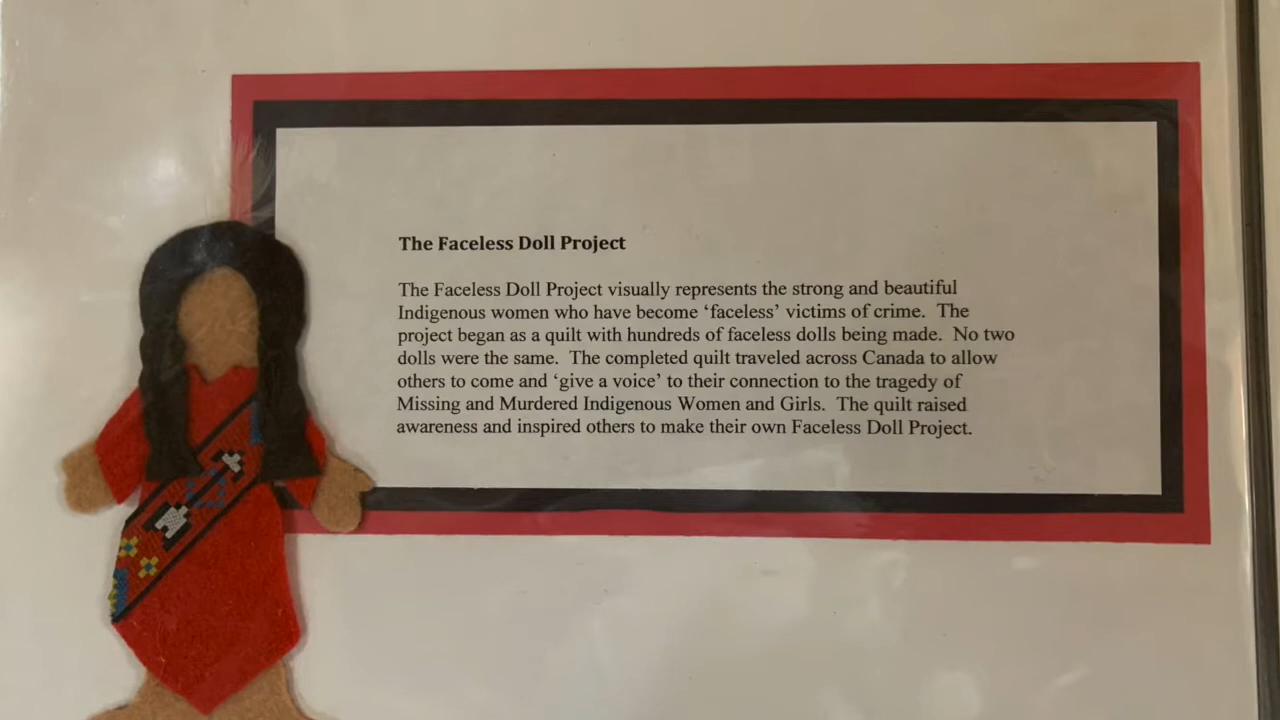 The Faceless Doll Project
The Faceless Doll Project visually represents the strong and beautiful
Indigenous women who have become ‘faceless’ victims of crime.  The
project began as a quilt with hundreds of faceless dolls being made.  No two
dolls were the same.  The completed quilt traveled across Canada to allow
others to come and ‘give a voice’ to their connection to the tragedy of
Missing and Murdered Indigenous Women and Girls.  The quilt raised
awareness and inspired others to make their own Faceless Doll Project.